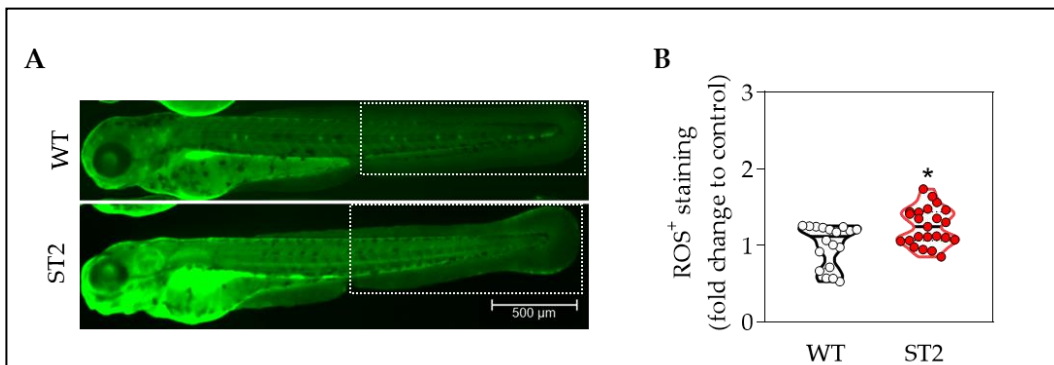 A
WT
ST2
500 µm
B
ROS⁺ staining
(fold change to control)
3
2
1
0
*
WT
ST2